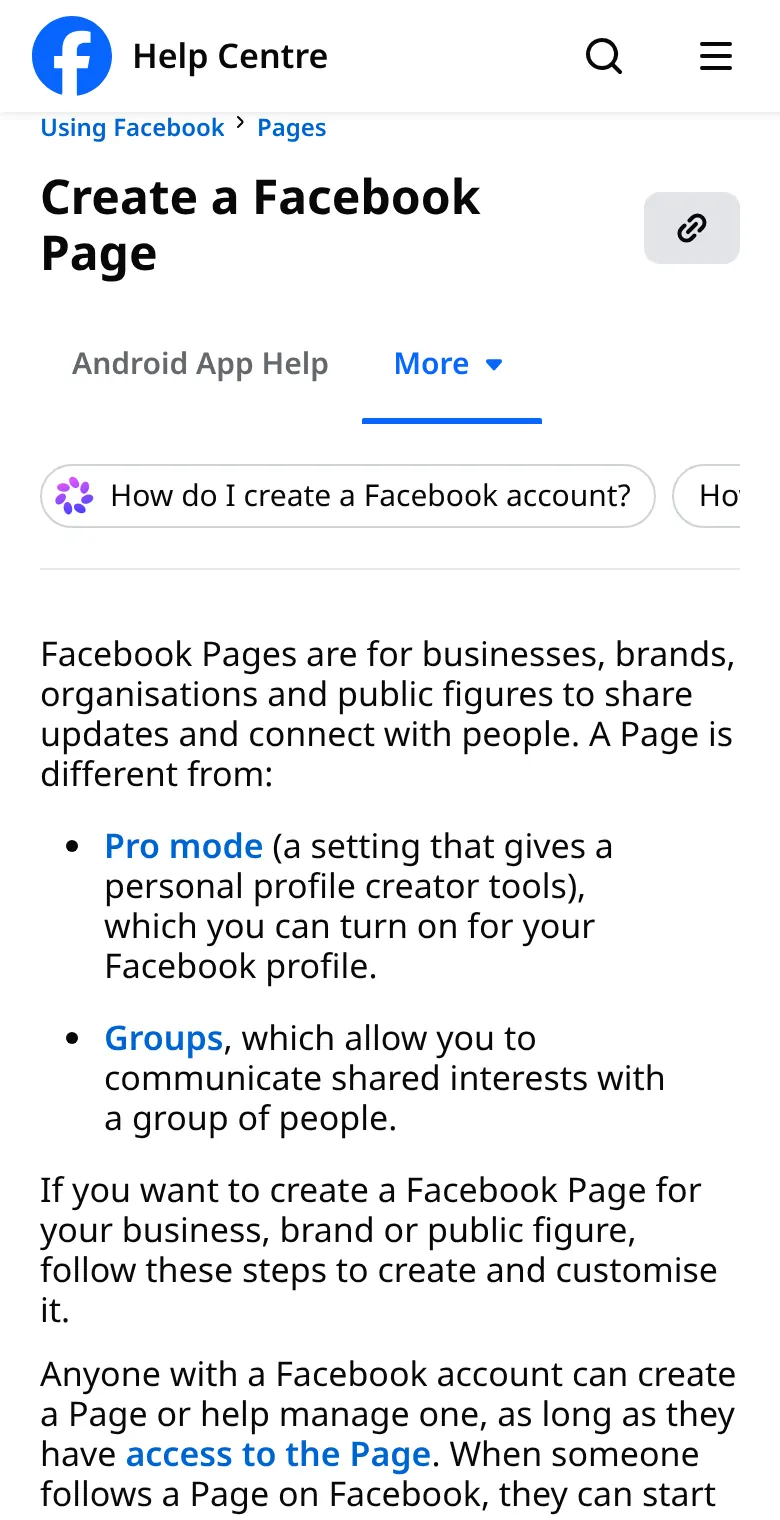 Help Centre
Using Facebook > Pages
Create a Facebook
Page
Android App Help
More
How do I create a Facebook account?
Facebook Pages are for businesses, brands,
organisations and public figures to share
updates and connect with people. A Page is
different from:
• Pro mode (a setting that gives a
personal profile creator tools),
which you can turn on for your
Facebook profile.
• Groups, which allow you to
communicate shared interests with
a group of people.
If you want to create a Facebook Page for
your business, brand or public figure,
follow these steps to create and customise
it.
Anyone with a Facebook account can create
a Page or help manage one, as long as they
have access to the Page. When someone
follows a Page on Facebook, they can start